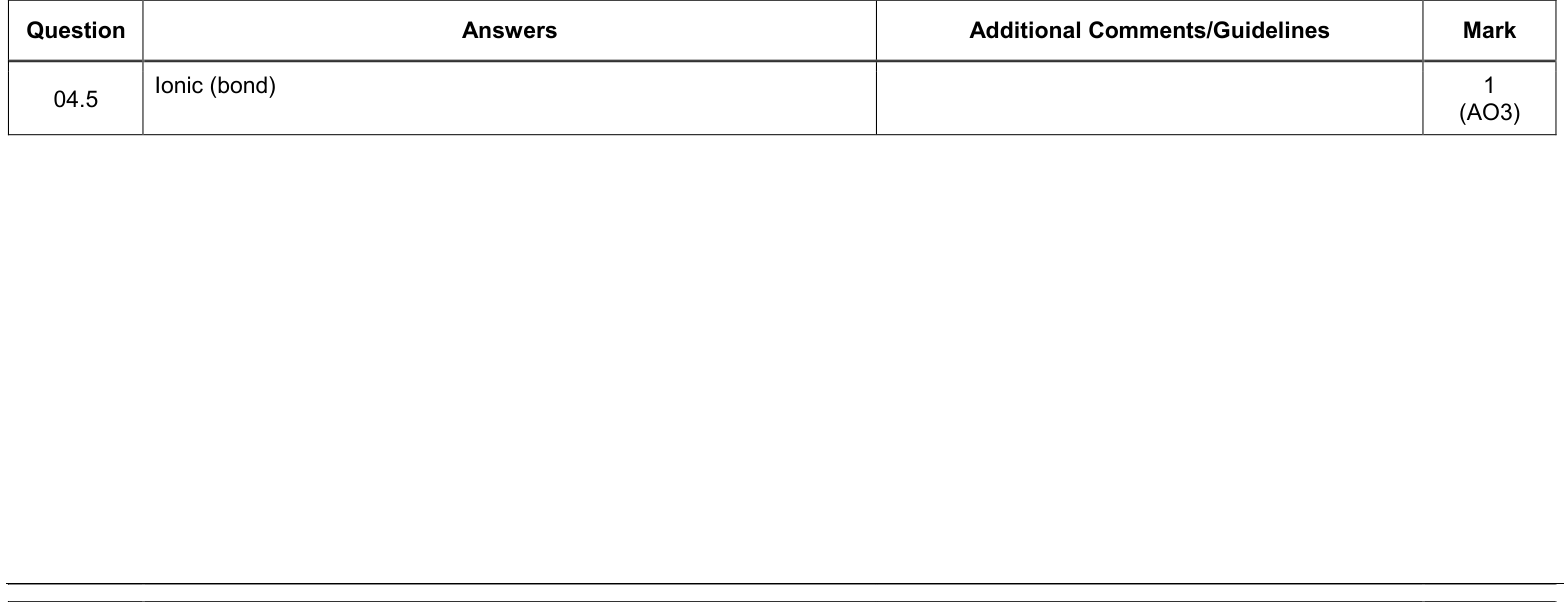 Question Answers Additional Comments/Guidelines Mark
04.5 Ionic (bond) 1
(AO3)